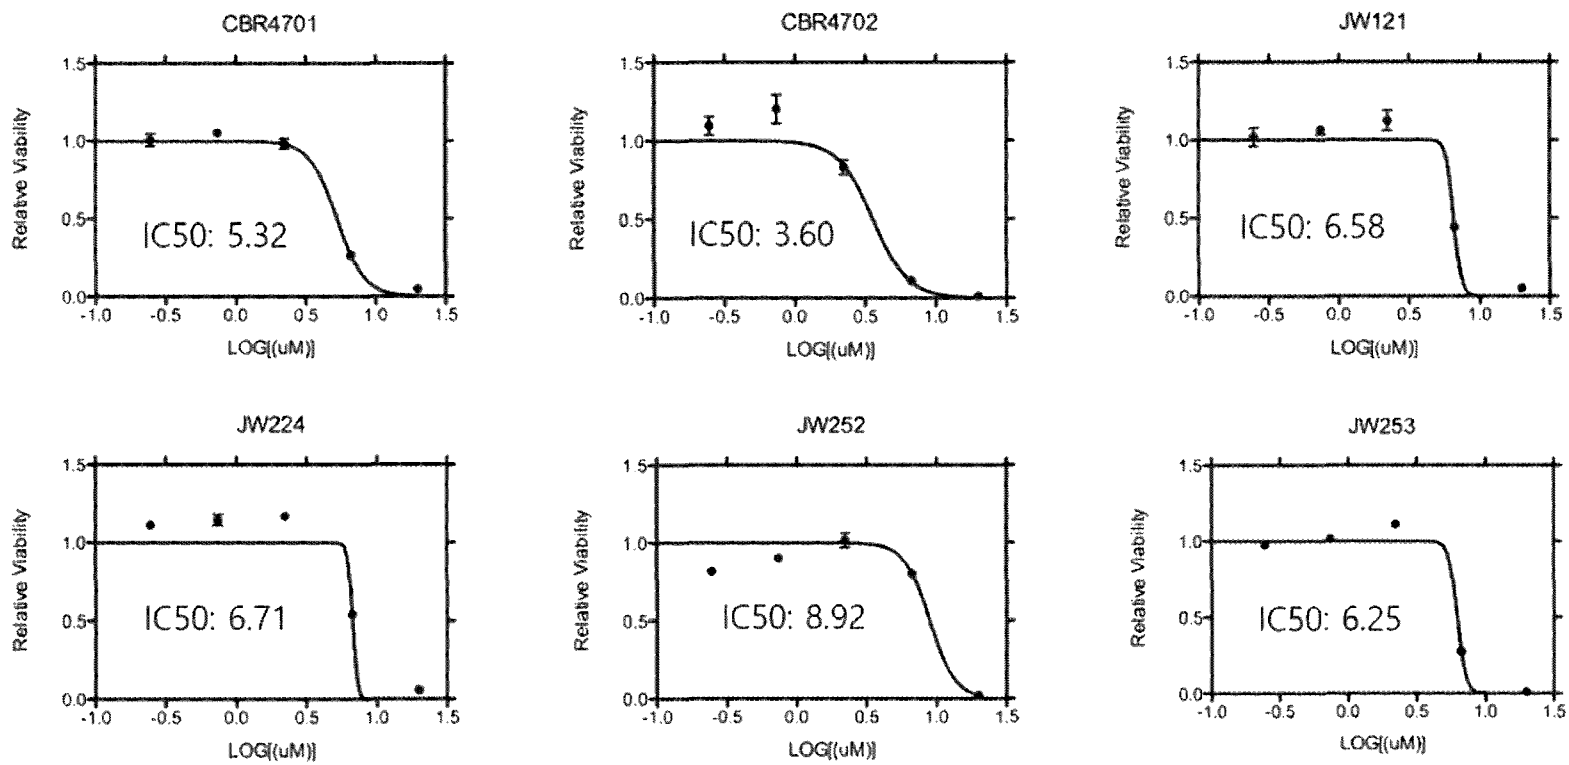 CBR4701
1.5
1.0
0.5
0.0
Relative Viability
IC50: 5.32
-1.0 -0.5 0.0 0.5 1.0 1.5
LOG[(uM)]
CBR4702
1.5
1.0
0.5
0.0
Relative Viability
IC50: 3.60
-1.0 -0.5 0.0 0.5 1.0 1.5
LOG[(uM)]
JW121
1.5
1.0
0.5
0.0
Relative Viability
IC50: 6.58
-1.0 -0.5 0.0 0.5 1.0 1.5
LOG[(uM)]
JW224
1.5
1.0
0.5
0.0
Relative Viability
IC50: 6.71
-1.0 -0.5 0.0 0.5 1.0 1.5
LOG[(uM)]
JW252
1.5
1.0
0.5
0.0
Relative Viability
IC50: 8.92
-1.0 -0.5 0.0 0.5 1.0 1.5
LOG[(uM)]
JW253
1.5
1.0
0.5
0.0
Relative Viability
IC50: 6.25
-1.0 -0.5 0.0 0.5 1.0 1.5
LOG[(uM)]